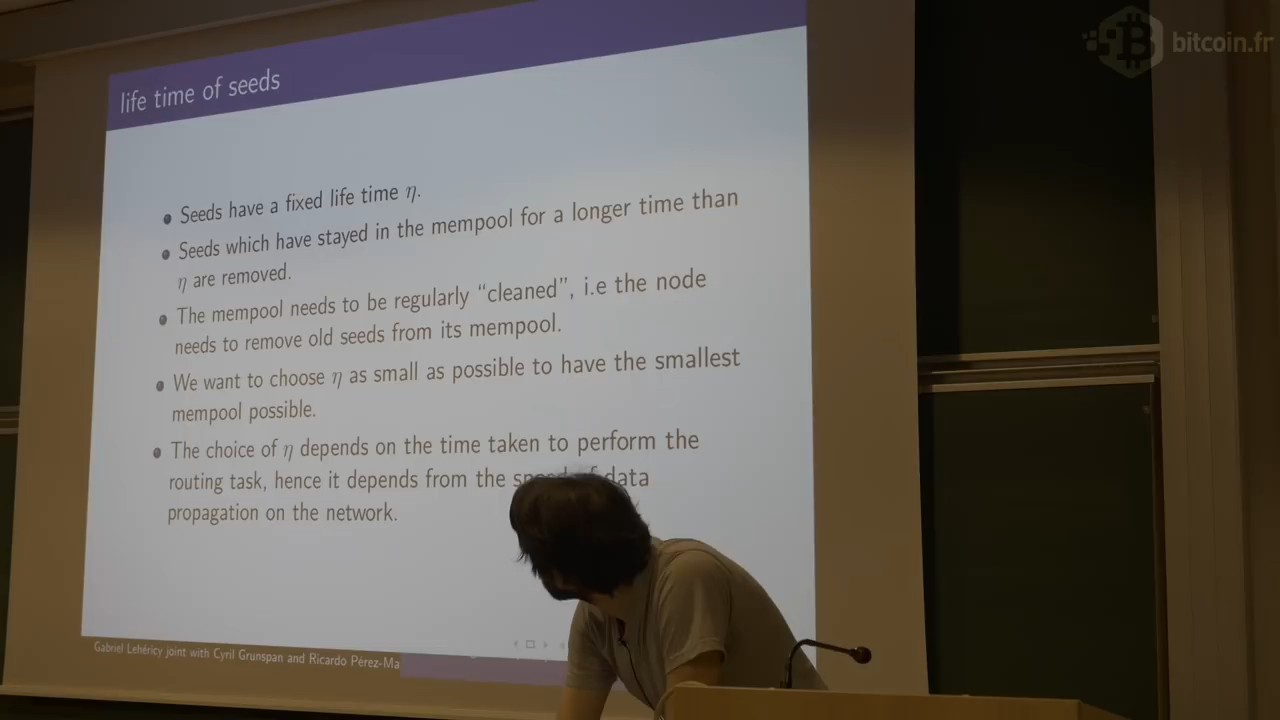 bitcoin.fr
life time of seeds
Seeds have a fixed life time η.
Seeds which have stayed in the mempool for a longer time than
η are removed.
The mempool needs to be regularly “cleaned”, i.e the node
needs to remove old seeds from its mempool.
We want to choose η as small as possible to have the smallest
mempool possible.
The choice of η depends on the time taken to perform the
routing task, hence it depends from the speed of data
propagation on the network.
Gabriel Lehéricy joint with Cyril Grunspan and Ricardo Pérez-Ma